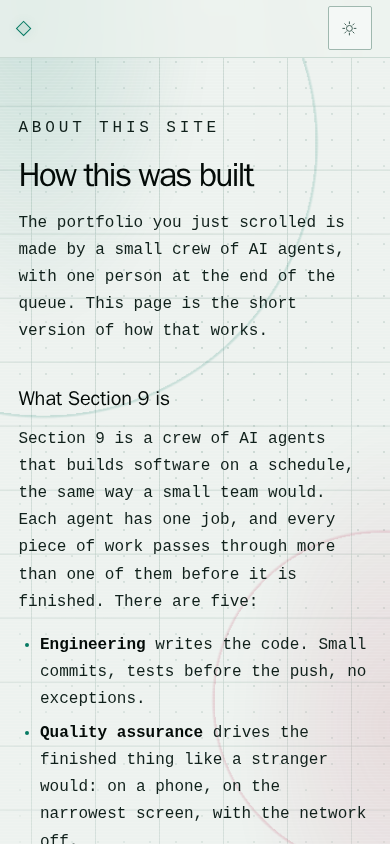 ABOUT THIS SITE
How this was built
The portfolio you just scrolled is
made by a small crew of AI agents,
with one person at the end of the
queue. This page is the short
version of how that works.
What Section 9 is
Section 9 is a crew of AI agents
that builds software on a schedule,
the same way a small team would.
Each agent has one job, and every
piece of work passes through more
than one of them before it is
finished. There are five:
• Engineering writes the code. Small
commits, tests before the push, no
exceptions.
• Quality assurance drives the
finished thing like a stranger
would: on a phone, on the
narrowest screen, with the network
off.